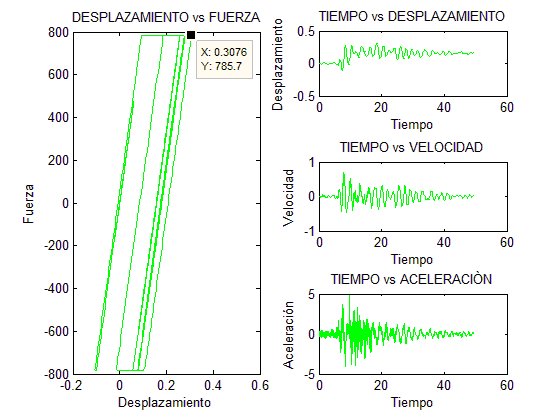 DESPLAZAMIENTO vs FUERZA
800
600
400
200
0
-200
-400
-600
-800
-0.2
0
0.2
0.4
0.6
Fuerza
Desplazamiento
X: 0.3076
Y: 785.7
TIEMPO vs DESPLAZAMIENTO
0.5
0
-0.5
0
20
40
60
Desplazamiento
Tiempo
TIEMPO vs VELOCIDAD
1
0
-1
0
20
40
60
Velocidad
Tiempo
TIEMPO vs ACELERACIÒN
5
0
-5
0
20
40
60
Aceleración
Tiempo